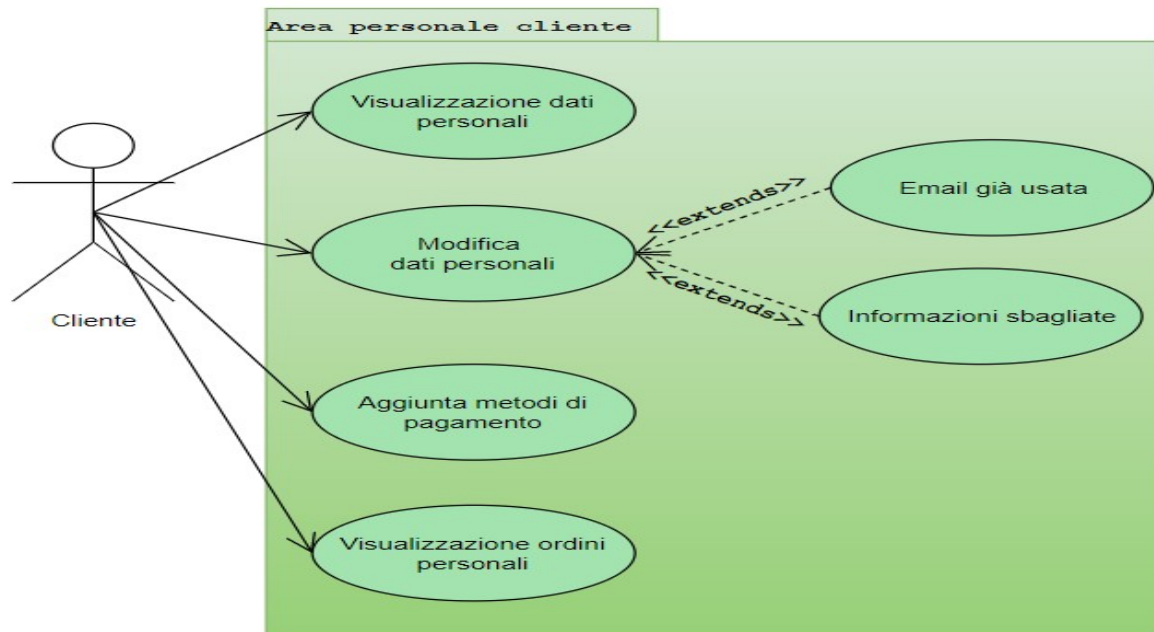 Area personale cliente
Visualizzazione dati
personali
Email già usata
<<extends>>
Modifica
dati personali
<<extends>>
Informazioni sbagliate
Cliente
Aggiunta metodi di
pagamento
Visualizzazione ordini
personali